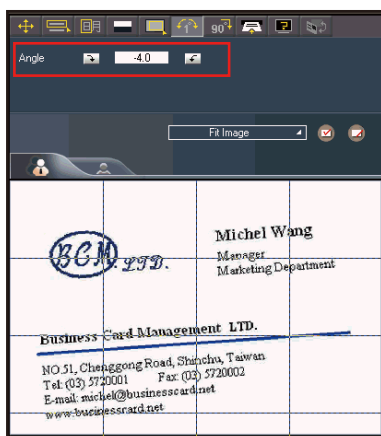 90°
Angle -4.0
Fit Image
BCM. LTD.
Michel Wang
Manager
Marketing Department
Business Card Management LTD.
NO.51, Chenggong Road, Shinchu, Taiwan
Tel: (03) 5720001 Fax: (03) 5720002
E-mail: michel@businesscard.net
www.businesscard.net